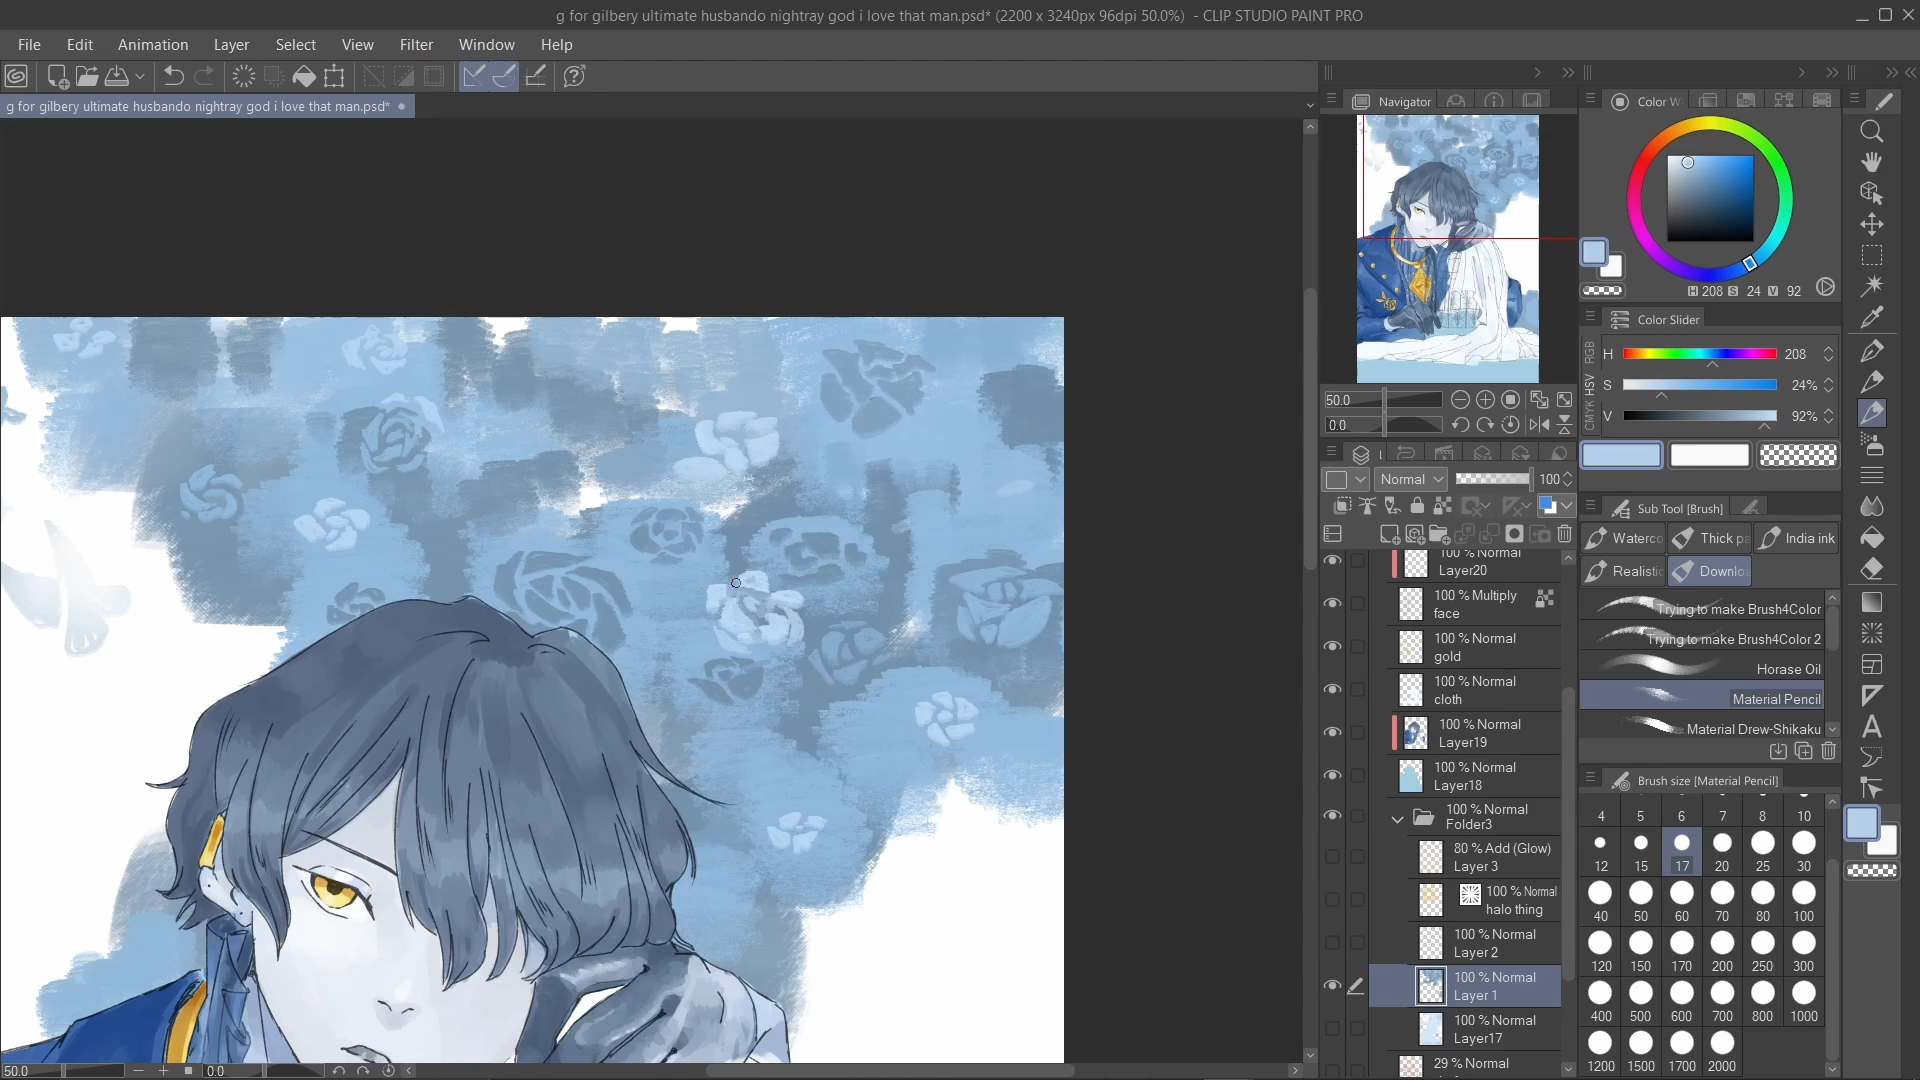 g for gilbery ultimate husbando nightray god i love that man.psd* (2200 x 3240px 96dpi 50.0%) - CLIP STUDIO PAINT PRO
File Edit Animation Layer Select View Filter Window Help
g for gilbery ultimate husbando nightray god i love that man.psd*
Navigator
50.0
0.0
Normal 100
100 % Normal
Layer20
100 % Multiply
face
100 % Normal
gold
100 % Normal
cloth
100 % Normal
Layer19
100 % Normal
Layer18
100 % Normal
Folder3
80 % Add (Glow)
Layer 3
100 % Normal
halo thing
100 % Normal
Layer 2
100 % Normal
Layer 1
100 % Normal
Layer17
29 % Normal
Color W
H 208 S 24 V 92
Color Slider
RGB
HSV
CMYK
H 208
S 24%
V 92%
Sub Tool [Brush]
Waterco Thick pa India ink
Realistic Downloa
Trying to make Brush4Color
Trying to make Brush4Color 2
Horase Oil
Material Pencil
Material Drew-Shikaku
Brush size [Material Pencil]
4 5 6 7 8 10
12 15 17 20 25 30
40 50 60 70 80 100
120 150 170 200 250 300
400 500 600 700 800 1000
1200 1500 1700 2000
50.0 0.0